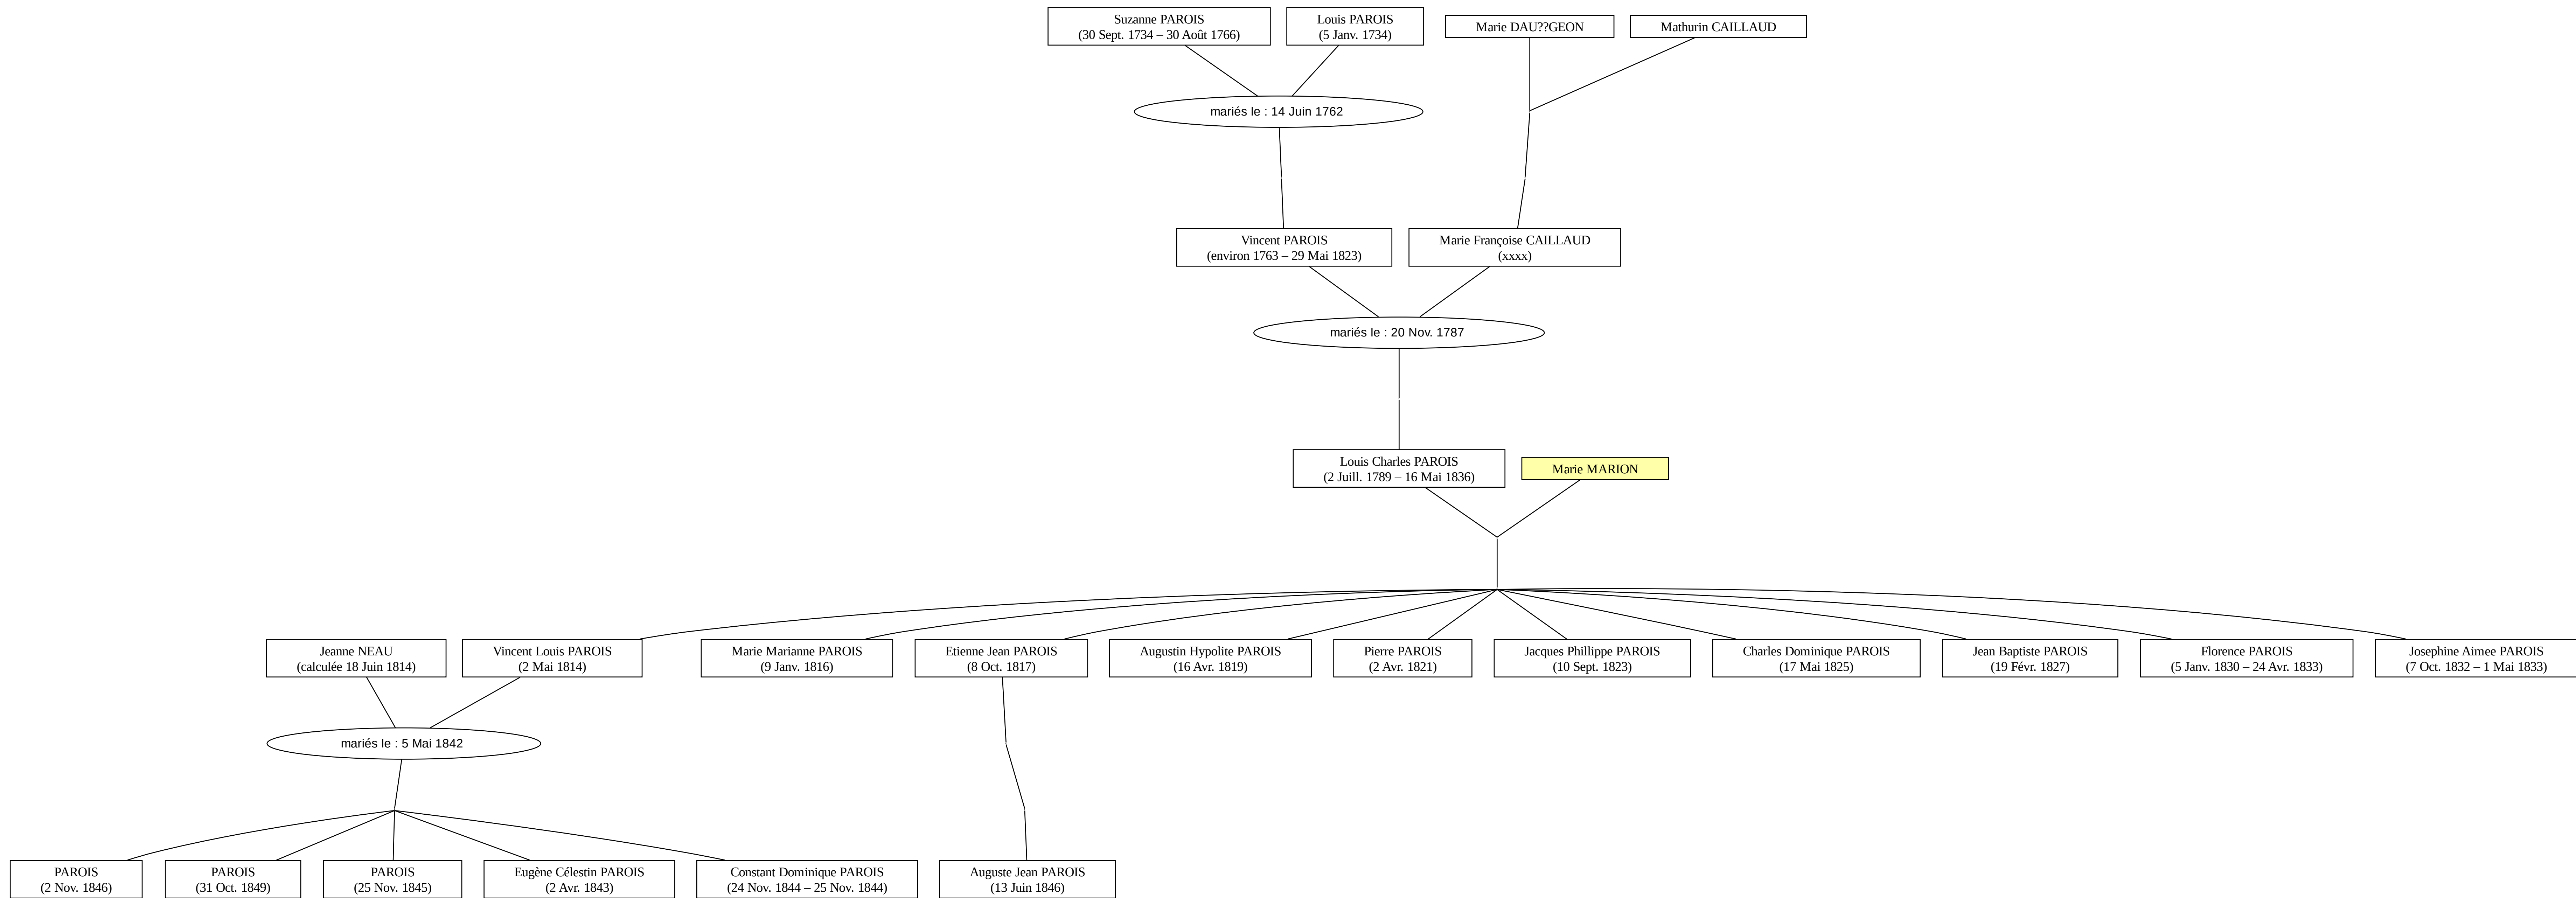 Suzanne PAROIS
(30 Sept. 1734 – 30 Août 1766)
Louis PAROIS
(5 Janv. 1734)
Marie DAU??GEON
Mathurin CAILLAUD
mariés le : 14 Juin 1762
Vincent PAROIS
(environ 1763 – 29 Mai 1823)
Marie Françoise CAILLAUD
(xxxx)
mariés le : 20 Nov. 1787
Louis Charles PAROIS
(2 Juill. 1789 – 16 Mai 1836)
Marie MARION
Jeanne NEAU
(calculée 18 Juin 1814)
Vincent Louis PAROIS
(2 Mai 1814)
Marie Marianne PAROIS
(9 Janv. 1816)
Etienne Jean PAROIS
(8 Oct. 1817)
Augustin Hypolite PAROIS
(16 Avr. 1819)
Pierre PAROIS
(2 Avr. 1821)
Jacques Phillippe PAROIS
(10 Sept. 1823)
Charles Dominique PAROIS
(17 Mai 1825)
Jean Baptiste PAROIS
(19 Févr. 1827)
Florence PAROIS
(5 Janv. 1830 – 24 Avr. 1833)
Josephine Aimee PAROIS
(7 Oct. 1832 – 1 Mai 1833)
mariés le : 5 Mai 1842
PAROIS
(2 Nov. 1846)
PAROIS
(31 Oct. 1849)
PAROIS
(25 Nov. 1845)
Eugène Célestin PAROIS
(2 Avr. 1843)
Constant Dominique PAROIS
(24 Nov. 1844 – 25 Nov. 1844)
Auguste Jean PAROIS
(13 Juin 1846)